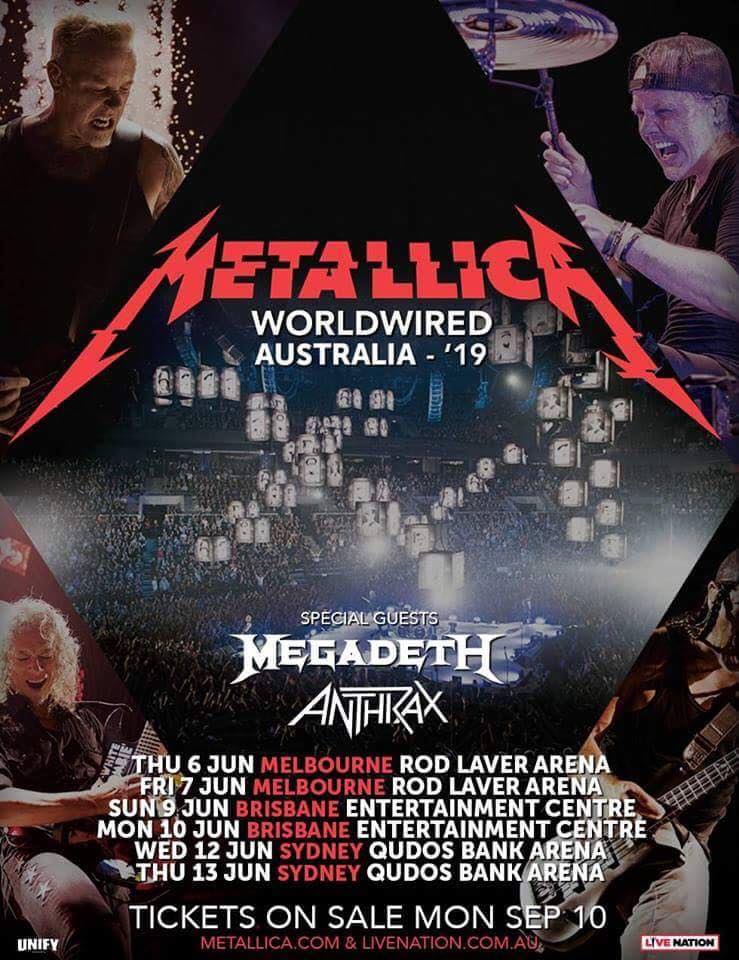 METALLICA
WORLDWIRED
AUSTRALIA - '19
SPECIAL GUESTS
MEGADETH
ANTHRAX
THU 6 JUN MELBOURNE ROD LAVER ARENA
FRI 7 JUN MELBOURNE ROD LAVER ARENA
SUN 9 JUN BRISBANE ENTERTAINMENT CENTRE
MON 10 JUN BRISBANE ENTERTAINMENT CENTRE
WED 12 JUN SYDNEY QUDOS BANK ARENA
THU 13 JUN SYDNEY QUDOS BANK ARENA
TICKETS ON SALE MON SEP 10
METALLICA.COM & LIVENATION.COM.AU
UNIFY
LIVE NATION
WHITE